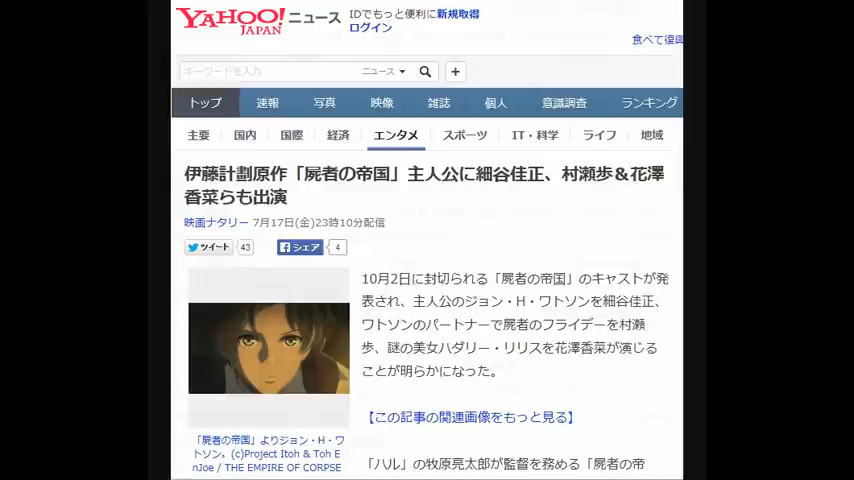 YAHOO! ニュース
JAPAN
IDでもっと便利に新規取得
ログイン
食べて復興
キーワードを入力
ニュース
トップ 速報 写真 映像 雑誌 個人 意識調査 ランキング
主要 国内 国際 経済 エンタメ スポーツ IT・科学 ライフ 地域
伊藤計劃原作「屍者の帝国」主人公に細谷佳正、村瀬歩＆花澤
香菜らも出演
映画ナタリー 7月17日(金)23時10分配信
ツイート 43 シェア 4
10月2日に封切られる「屍者の帝国」のキャストが発
表され、主人公のジョン・H・ワトソンを細谷佳正、
ワトソンのパートナーで屍者のフライデーを村瀬
歩、謎の美女ハダリー・リリスを花澤香菜が演じる
ことが明らかになった。
【この記事の関連画像をもっと見る】
「ハル」の牧原亮太郎が監督を務める「屍者の帝
「屍者の帝国」よりジョン・H・ワ
トソン。(c)Project Itoh & Toh E
nJoe / THE EMPIRE OF CORPSE